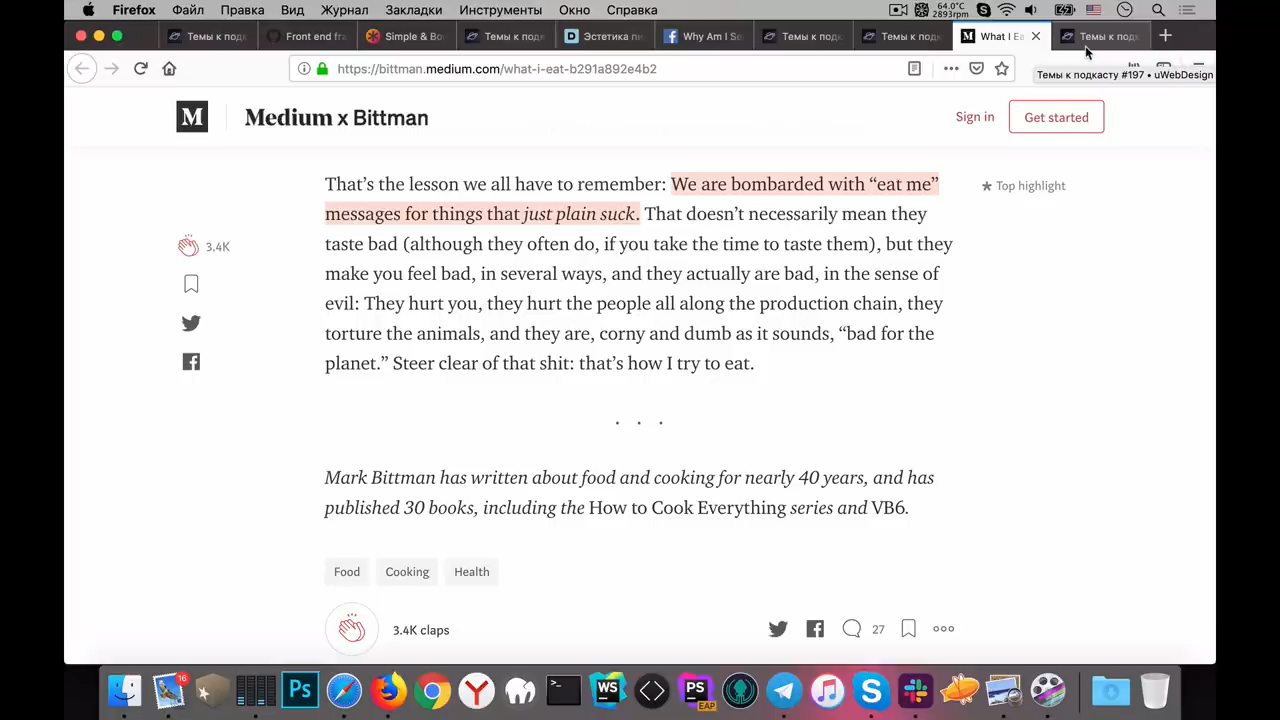 Firefox Файл Правка Вид Журнал Закладки Инструменты Окно Справка 64.0°C 2893rpm
Темы к подк Front end fra Simple & Bo Темы к подк Эстетика пи Why Am I Se Темы к подк Темы к подк What I Ea Темы к подк
https://bittman.medium.com/what-i-eat-b291a892e4b2
Темы к подкасту #197 • uWebDesign
M Medium x Bittman Sign in Get started
That’s the lesson we all have to remember: We are bombarded with “eat me”
messages for things that just plain suck. That doesn’t necessarily mean they
taste bad (although they often do, if you take the time to taste them), but they
make you feel bad, in several ways, and they actually are bad, in the sense of
evil: They hurt you, they hurt the people all along the production chain, they
torture the animals, and they are, corny and dumb as it sounds, “bad for the
planet.” Steer clear of that shit: that’s how I try to eat.
Top highlight
3.4K
Mark Bittman has written about food and cooking for nearly 40 years, and has
published 30 books, including the How to Cook Everything series and VB6.
Food Cooking Health
3.4K claps 27
16 Ps WS PS EAP